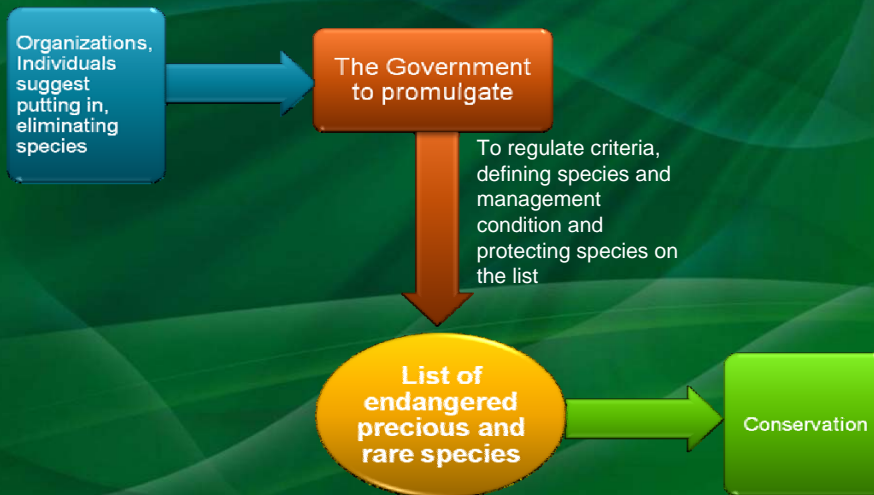 Organizations,
Individuals
suggest
putting in,
eliminating
species
The Government
to promulgate
To regulate criteria,
defining species and
management
condition and
protecting species on
the list
List of
endangered
precious and
rare species
Conservation